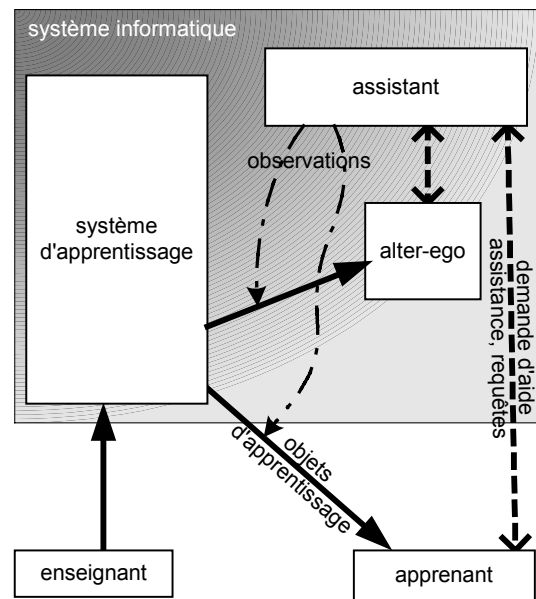 système informatique
assistant
observations
système
d'apprentissage
alter-ego
demande d'aide
assistance, requêtes
objets
d'apprentissage
enseignant
apprenant